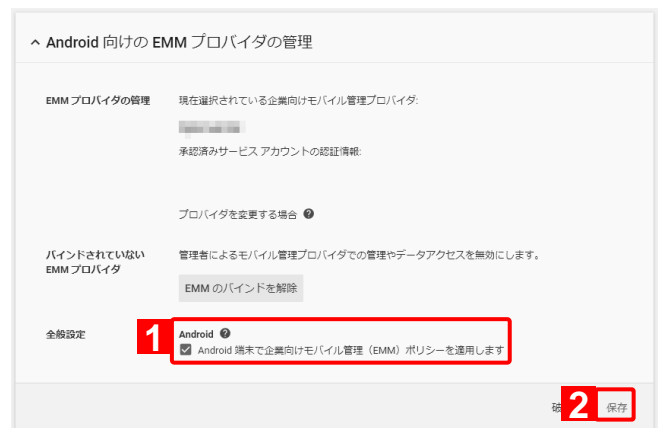 Android 向けの EMM プロバイダの管理
EMM プロバイダの管理
現在選択されている企業向けモバイル管理プロバイダ:
承認済みサービス アカウントの認証情報:
プロバイダを変更する場合 ?
バインドされていない
EMM プロバイダ
管理者によるモバイル管理プロバイダでの管理やデータアクセスを無効にします。
EMM のバインドを解除
全般設定
1
Android ?
Android 端末で企業向けモバイル管理（EMM）ポリシーを適用します
破
2
保存